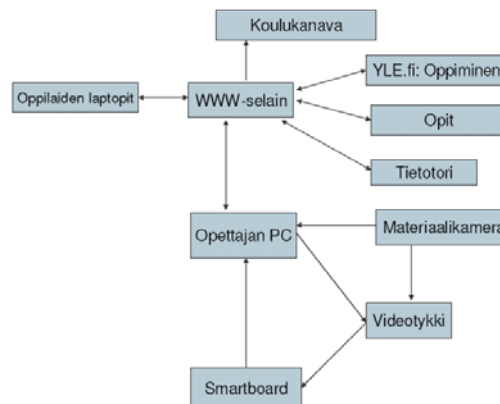 Koulukanava
YLE.fi: Oppiminen
Oppilaiden laptopit
WWW-selain
Opit
Tietotori
Opettajan PC
Materiaalikamera
Videotykki
Smartboard